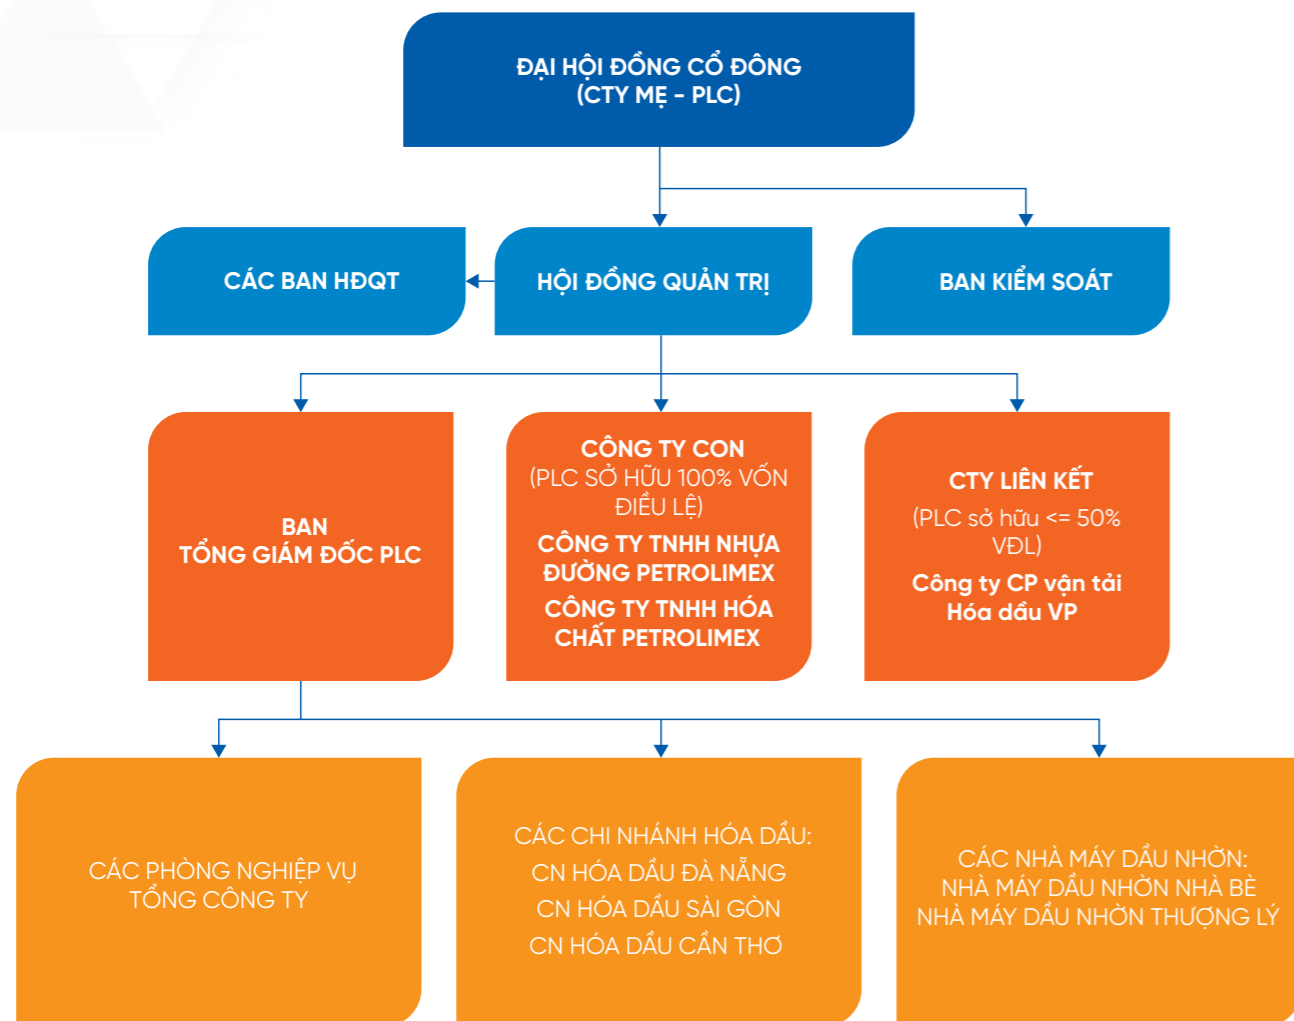 ĐẠI HỘI ĐỒNG CỔ ĐÔNG
(CTY MẸ - PLC)
CÁC BAN HĐQT
HỘI ĐỒNG QUẢN TRỊ
BAN KIỂM SOÁT
BAN
TỔNG GIÁM ĐỐC PLC
CÔNG TY CON
(PLC SỞ HỮU 100% VỐN
ĐIỀU LỆ)
CÔNG TY TNHH NHỰA
ĐƯỜNG PETROLIMEX
CÔNG TY TNHH HÓA
CHẤT PETROLIMEX
CTY LIÊN KẾT
(PLC sở hữu <= 50%
VĐL)
Công ty CP vận tải
Hóa dầu VP
CÁC PHÒNG NGHIỆP VỤ
TỔNG CÔNG TY
CÁC CHI NHÁNH HÓA DẦU:
CN HÓA DẦU ĐÀ NẴNG
CN HÓA DẦU SÀI GÒN
CN HÓA DẦU CẦN THƠ
CÁC NHÀ MÁY DẦU NHỜN:
NHÀ MÁY DẦU NHỜN NHÀ BÈ
NHÀ MÁY DẦU NHỜN THƯỢNG LÝ